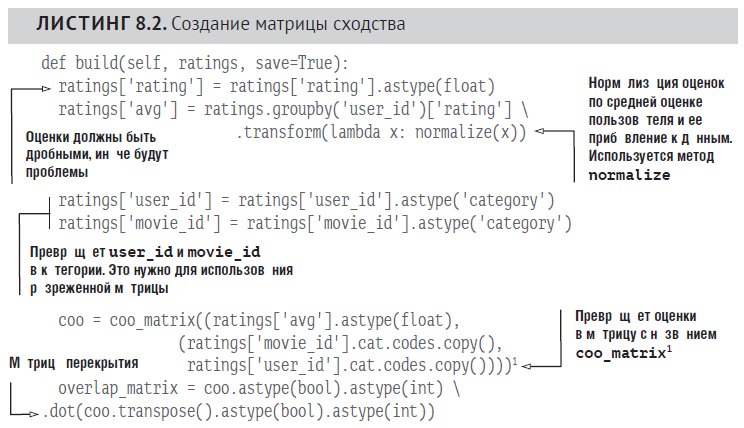 ЛИСТИНГ 8.2. Создание матрицы сходства
def build(self, ratings, save=True):
ratings['rating'] = ratings['rating'].astype(float)
ratings['avg'] = ratings.groupby('user_id')['rating'] \
.transform(lambda x: normalize(x))
Оценки должны быть
дробными, ин че будут
проблемы
Норм лиз ция оценок
по средней оценке
пользов теля и ее
приб вление к д нным.
Используется метод
normalize
ratings['user_id'] = ratings['user_id'].astype('category')
ratings['movie_id'] = ratings['movie_id'].astype('category')
Превр щ ет user_id и movie_id
в к тегории. Это нужно для использов ния
р зреженной м трицы
coo = coo_matrix((ratings['avg'].astype(float),
(ratings['movie_id'].cat.codes.copy(),
ratings['user_id'].cat.codes.copy())))¹
Превр щ ет оценки
в м трицу с н зв нием
coo_matrix¹
М триц перекрытия
overlap_matrix = coo.astype(bool).astype(int) \
.dot(coo.transpose().astype(bool).astype(int))